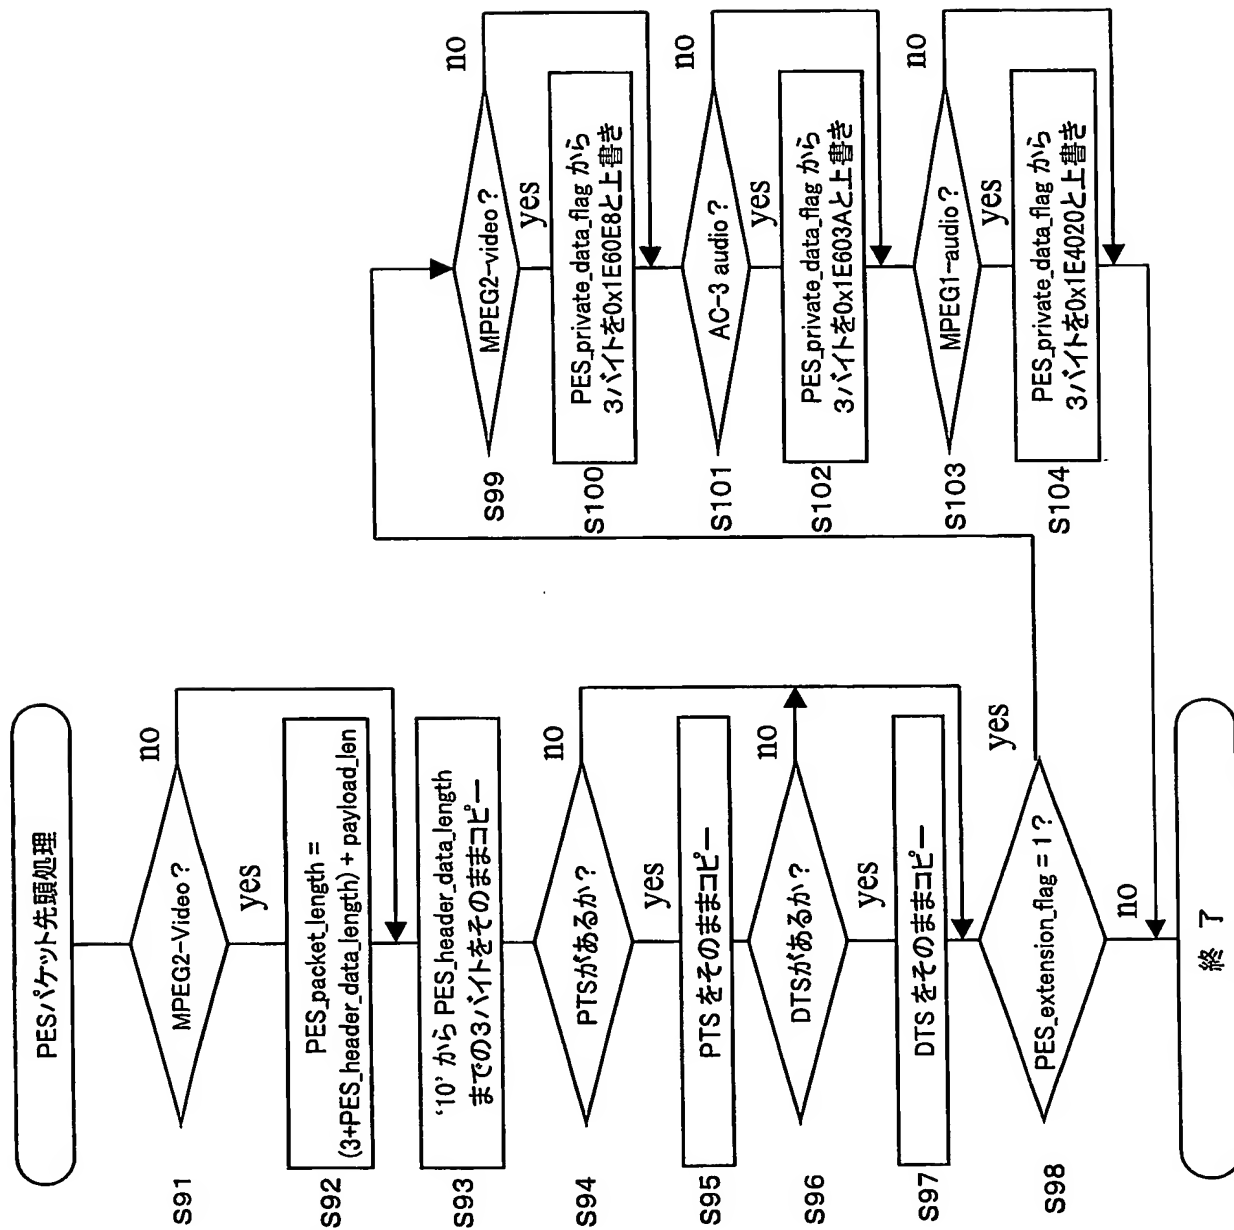 PESパケット先頭処理
S91
MPEG2-Video?
no
yes
S92
PES_packet_length =
(3+PES_header_data_length) + payload_len
S93
‘10’ から PES_header_data_length
までの3バイトをそのままコピー
S94
PTSがあるか?
no
yes
S95
PTS をそのままコピー
S96
DTSがあるか?
no
yes
S97
DTS をそのままコピー
S98
PES_extension_flag = 1?
yes
no
終 了
S99
MPEG2-video?
no
yes
S100
PES_private_data_flag から
3バイトを0x1E60E8と上書き
S101
AC-3 audio?
no
yes
S102
PES_private_data_flag から
3バイトを0x1E603Aと上書き
S103
MPEG1-audio?
no
yes
S104
PES_private_data_flag から
3バイトを0x1E4020と上書き